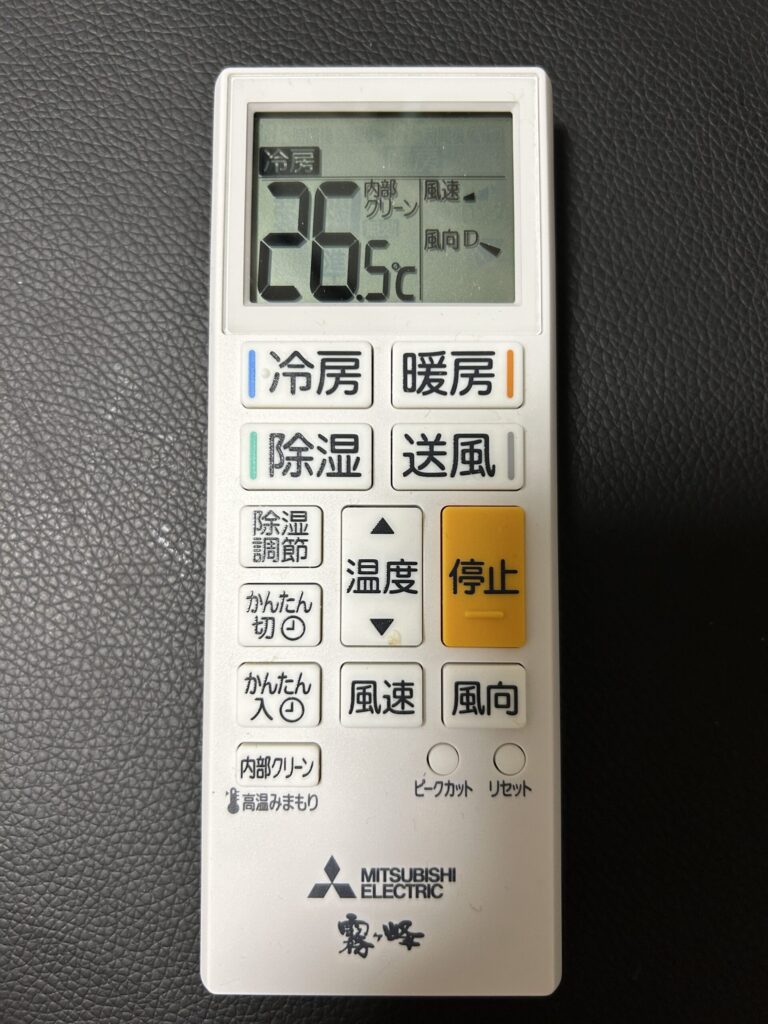 冷房
26.5℃
内部
クリーン
風速
風向
冷房
暖房
除湿
送風
除湿
調節
▲
温度
▼
停止
かんたん
切
かんたん
入
風速
風向
内部クリーン
高温みまもり
ピークカット
リセット
MITSUBISHI
ELECTRIC
霧ヶ峰